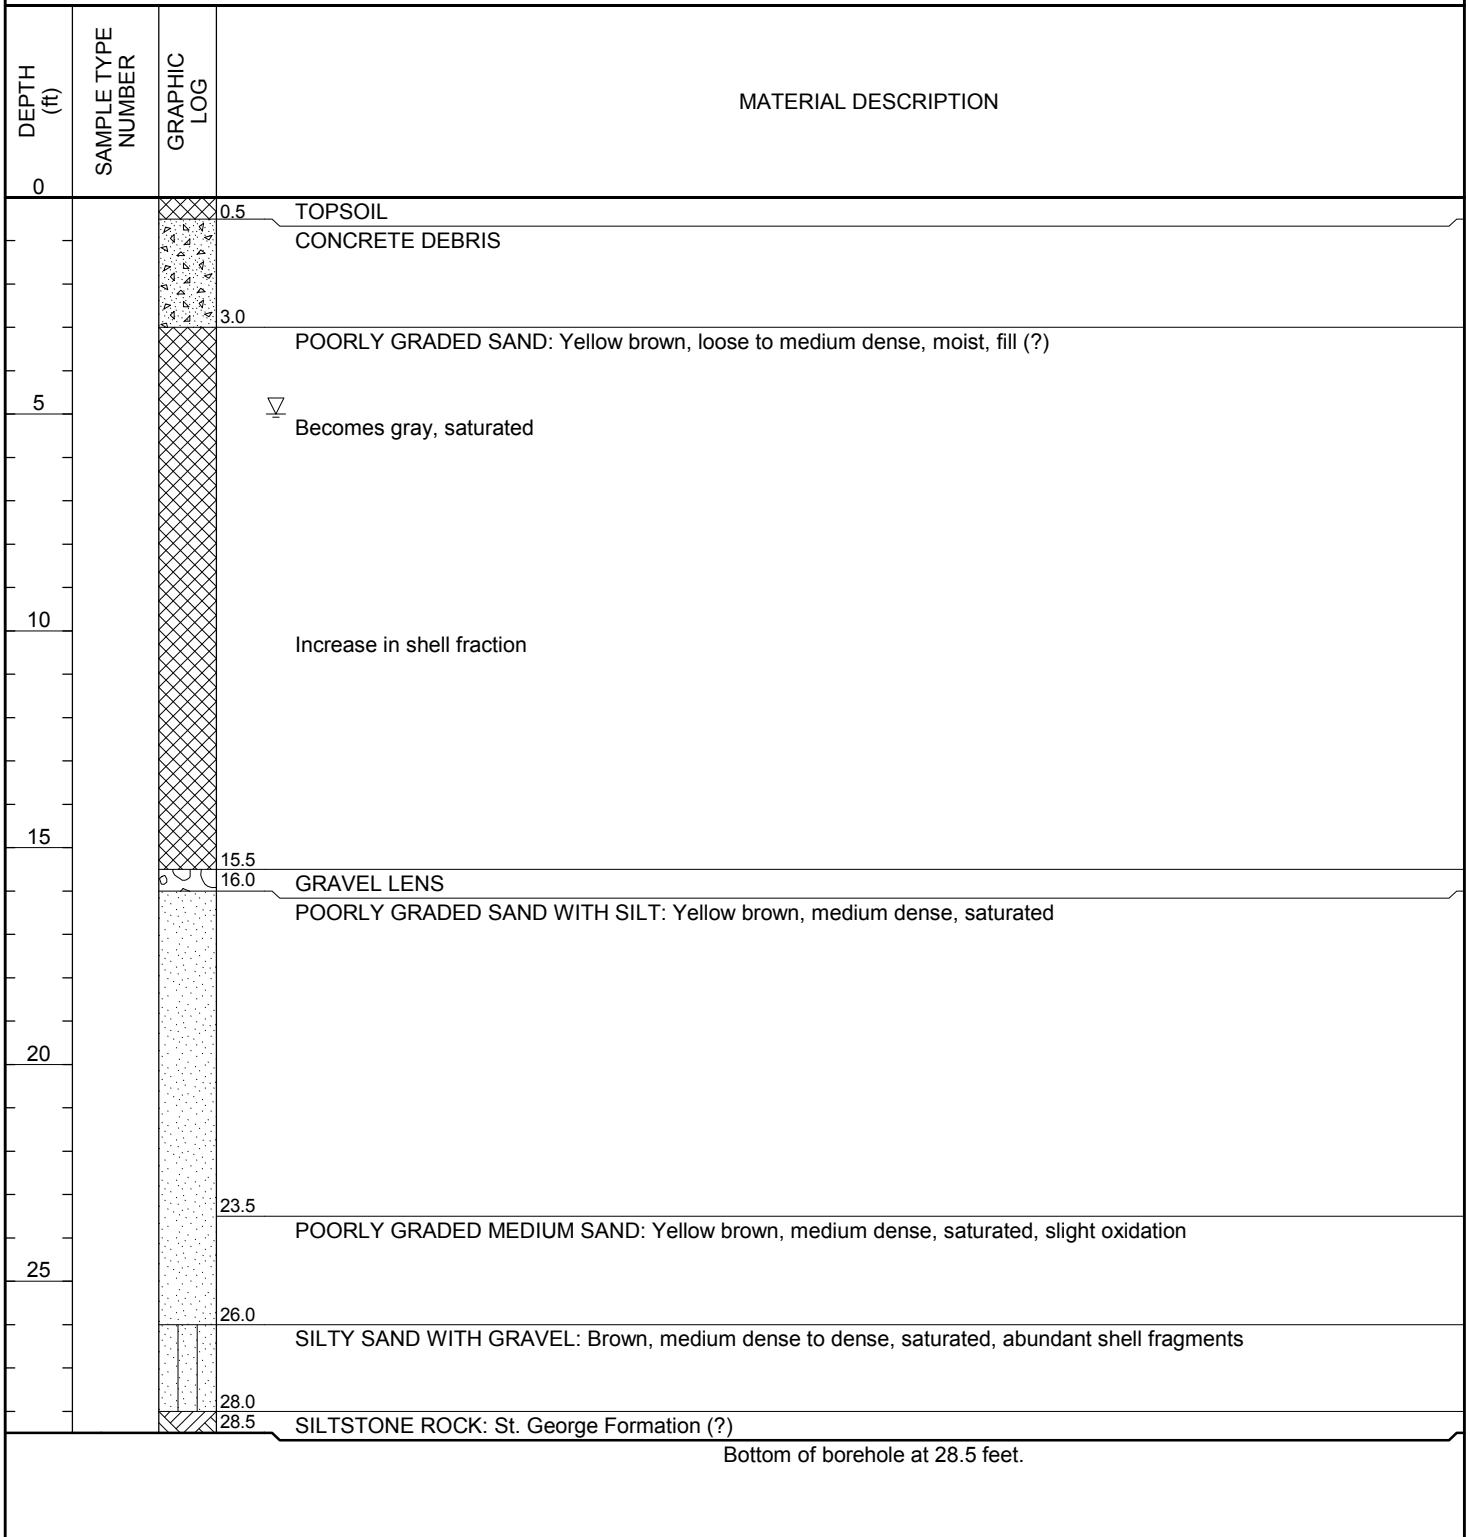 DEPTH
(ft)
SAMPLE TYPE
NUMBER
GRAPHIC
LOG
MATERIAL DESCRIPTION
0
0.5 TOPSOIL
CONCRETE DEBRIS
3.0
POORLY GRADED SAND: Yellow brown, loose to medium dense, moist, fill (?)
5
Becomes gray, saturated
10
Increase in shell fraction
15
15.5
16.0 GRAVEL LENS
POORLY GRADED SAND WITH SILT: Yellow brown, medium dense, saturated
20
23.5
POORLY GRADED MEDIUM SAND: Yellow brown, medium dense, saturated, slight oxidation
25
26.0
SILTY SAND WITH GRAVEL: Brown, medium dense to dense, saturated, abundant shell fragments
28.0
28.5 SILTSTONE ROCK: St. George Formation (?)
Bottom of borehole at 28.5 feet.